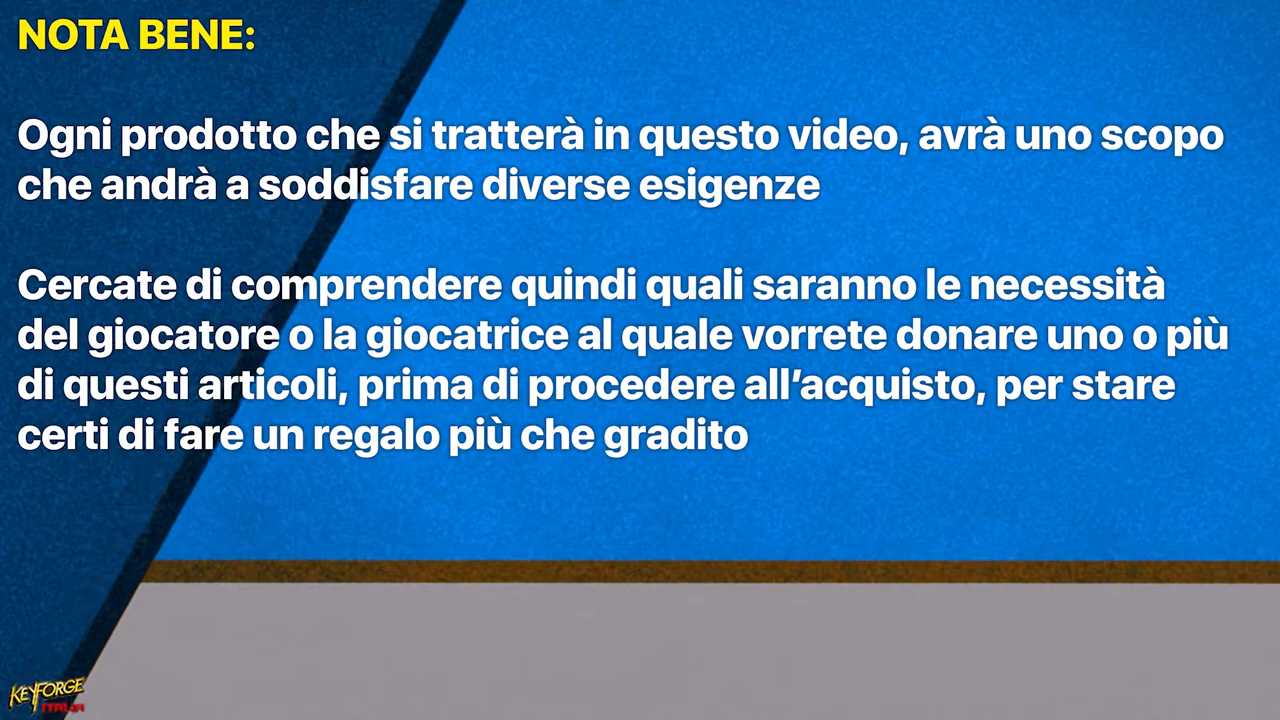 NOTA BENE:
Ogni prodotto che si tratterà in questo video, avrà uno scopo
che andrà a soddisfare diverse esigenze
Cercate di comprendere quindi quali saranno le necessità
del giocatore o la giocatrice al quale vorrete donare uno o più
di questi articoli, prima di procedere all’acquisto, per stare
certi di fare un regalo più che gradito
KEYFORGE
ITALIA